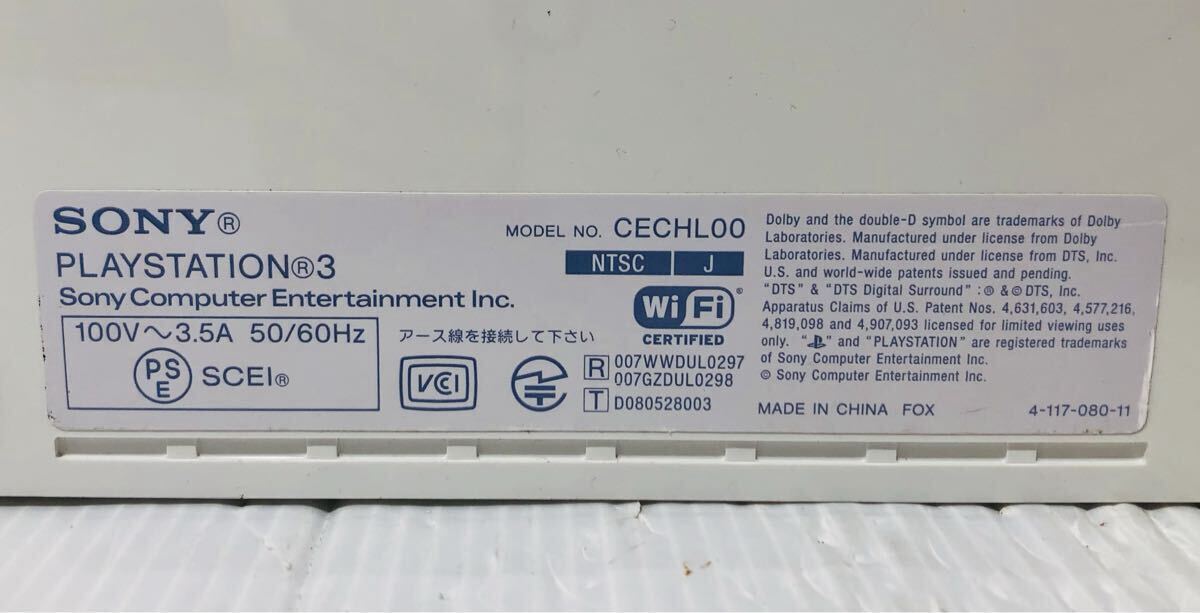 SONY®
PLAYSTATION®3
Sony Computer Entertainment Inc.
100V～3.5A 50/60Hz
PSE SCEI®
MODEL NO. CECHL00
NTSC J
アース線を接続して下さい
Wi Fi®
CERTIFIED
VCI
R 007WWDUL0297
007GZDUL0298
T D080528003
Dolby and the double-D symbol are trademarks of Dolby
Laboratories. Manufactured under license from Dolby
Laboratories. Manufactured under license from DTS, Inc.
U.S. and world-wide patents issued and pending.
"DTS" & "DTS Digital Surround" : ® & © DTS, Inc.
Apparatus Claims of U.S. Patent Nos. 4,631,603, 4,577,216,
4,819,098 and 4,907,093 licensed for limited viewing uses
only. " " and "PLAYSTATION" are registered trademarks
of Sony Computer Entertainment Inc.
© Sony Computer Entertainment Inc.
MADE IN CHINA FOX 4-117-080-11